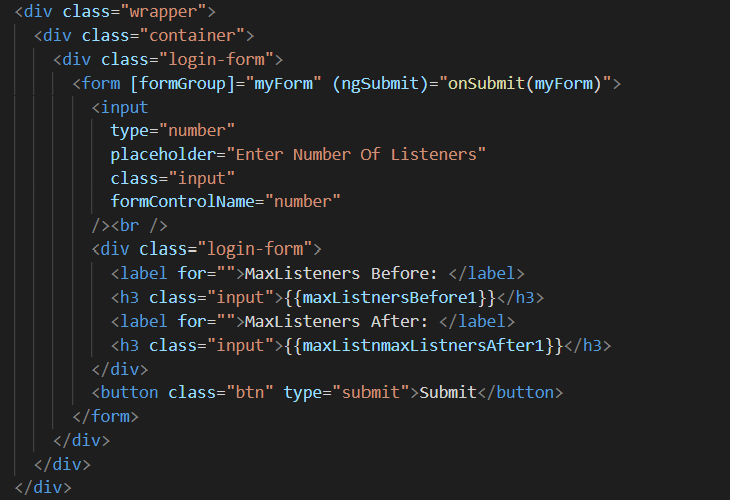 <div class="wrapper">
  <div class="container">
    <div class="login-form">
      <form [formGroup]="myForm" (ngSubmit)="onSubmit(myForm)">
        <input
          type="number"
          placeholder="Enter Number Of Listeners"
          class="input"
          formControlName="number"
        /><br />
        <div class="login-form">
          <label for="">MaxListeners Before: </label>
          <h3 class="input">{{maxListnersBefore1}}</h3>
          <label for="">MaxListeners After: </label>
          <h3 class="input">{{maxListnmaxListnersAfter1}}</h3>
        </div>
        <button class="btn" type="submit">Submit</button>
      </form>
    </div>
  </div>
</div>